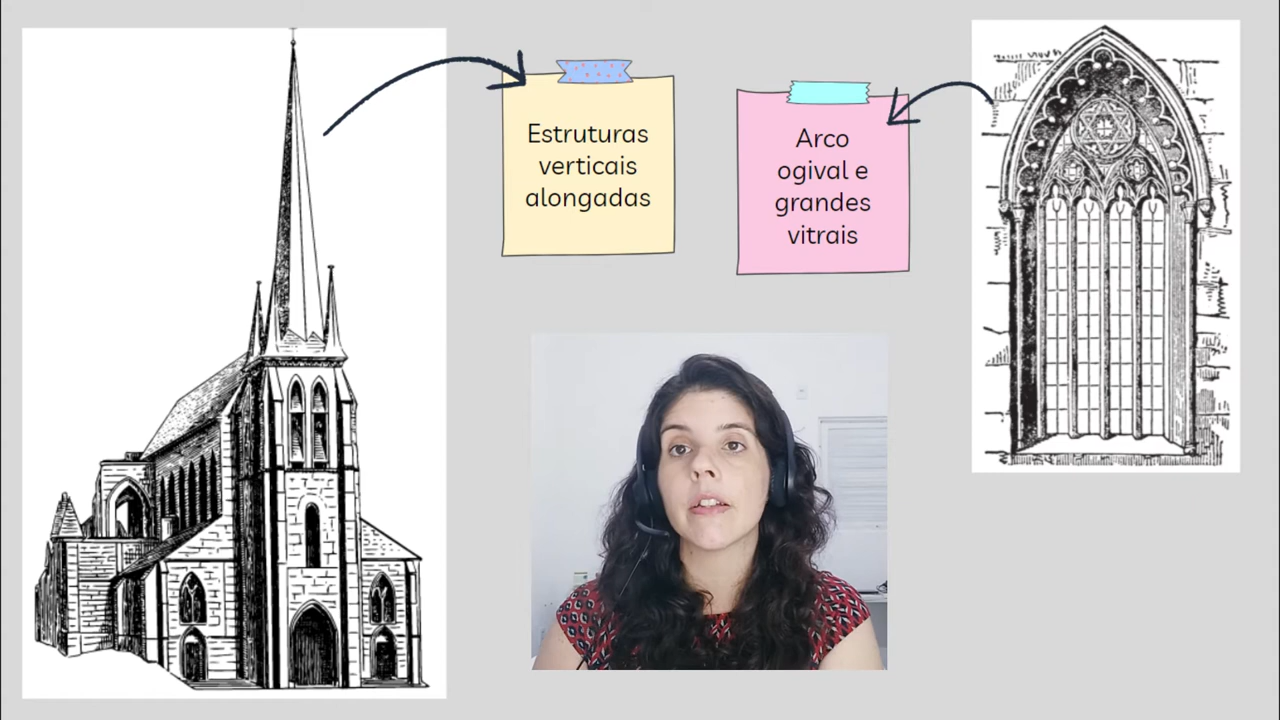 Estruturas
verticais
alongadas
Arco
ogival e
grandes
vitrais